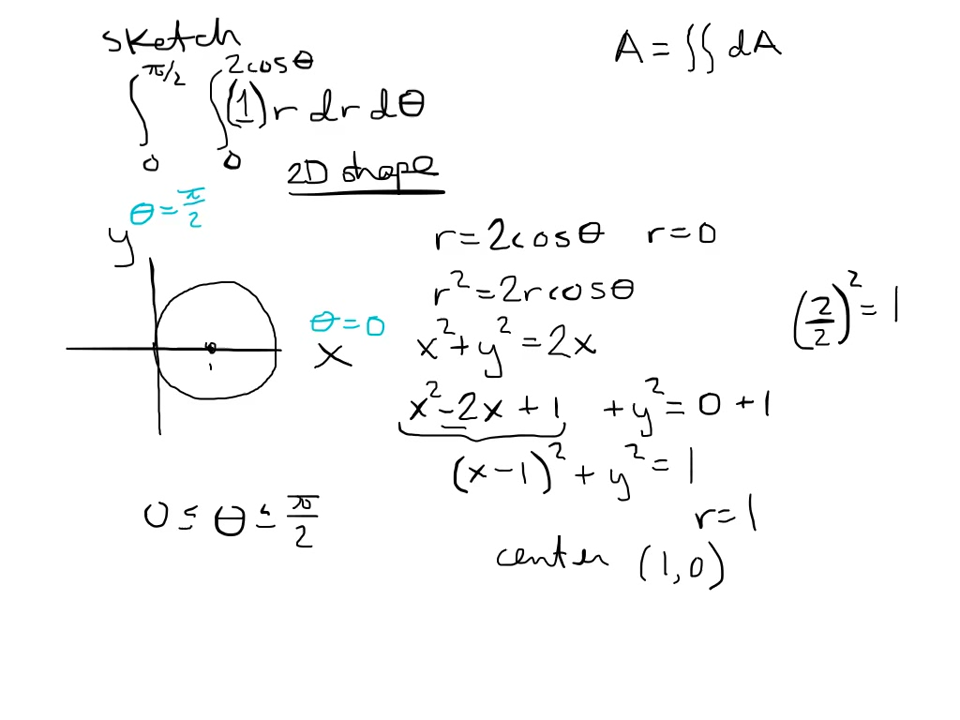 sketch
∫₀^{π/2} ∫₀^{2cosθ} (1) r dr dθ
A = ∬ dA
2D shape
θ = π/2
y
r = 2cosθ r = 0
r² = 2r cosθ
(2/2)² = 1
θ = 0
x
x² + y² = 2x
1
x² - 2x + 1 + y² = 0 + 1
(x - 1)² + y² = 1
r = 1
0 ≤ θ ≤ π/2
center (1, 0)